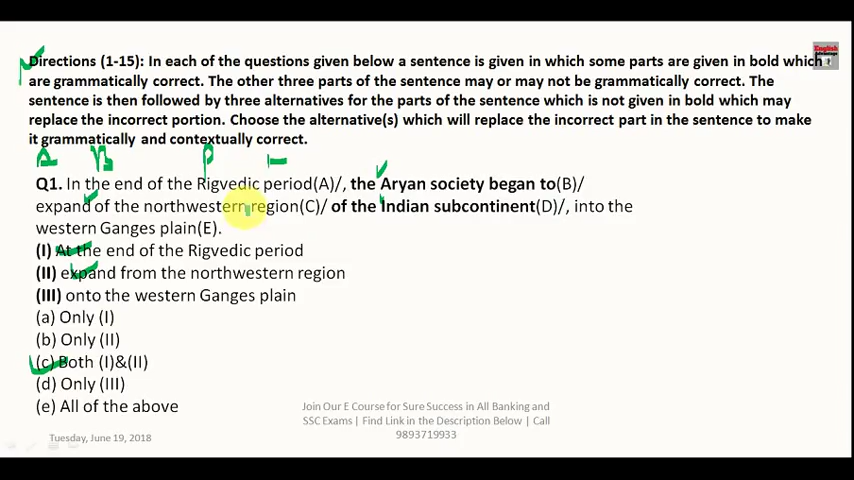 English
Directions (1-15): In each of the questions given below a sentence is given in which some parts are given in bold which
are grammatically correct. The other three parts of the sentence may or may not be grammatically correct. The
sentence is then followed by three alternatives for the parts of the sentence which is not given in bold which may
replace the incorrect portion. Choose the alternative(s) which will replace the incorrect part in the sentence to make
it grammatically and contextually correct.
Q1. In the end of the Rigvedic period(A)/, the Aryan society began to(B)/
expand of the northwestern region(C)/ of the Indian subcontinent(D)/, into the
western Ganges plain(E).
(I) At the end of the Rigvedic period
(II) expand from the northwestern region
(III) onto the western Ganges plain
(a) Only (I)
(b) Only (II)
(c) Both (I)&(II)
(d) Only (III)
(e) All of the above
Join Our E Course for Sure Success in All Banking and
SSC Exams | Find Link in the Description Below | Call
9893719933
Tuesday, June 19, 2018